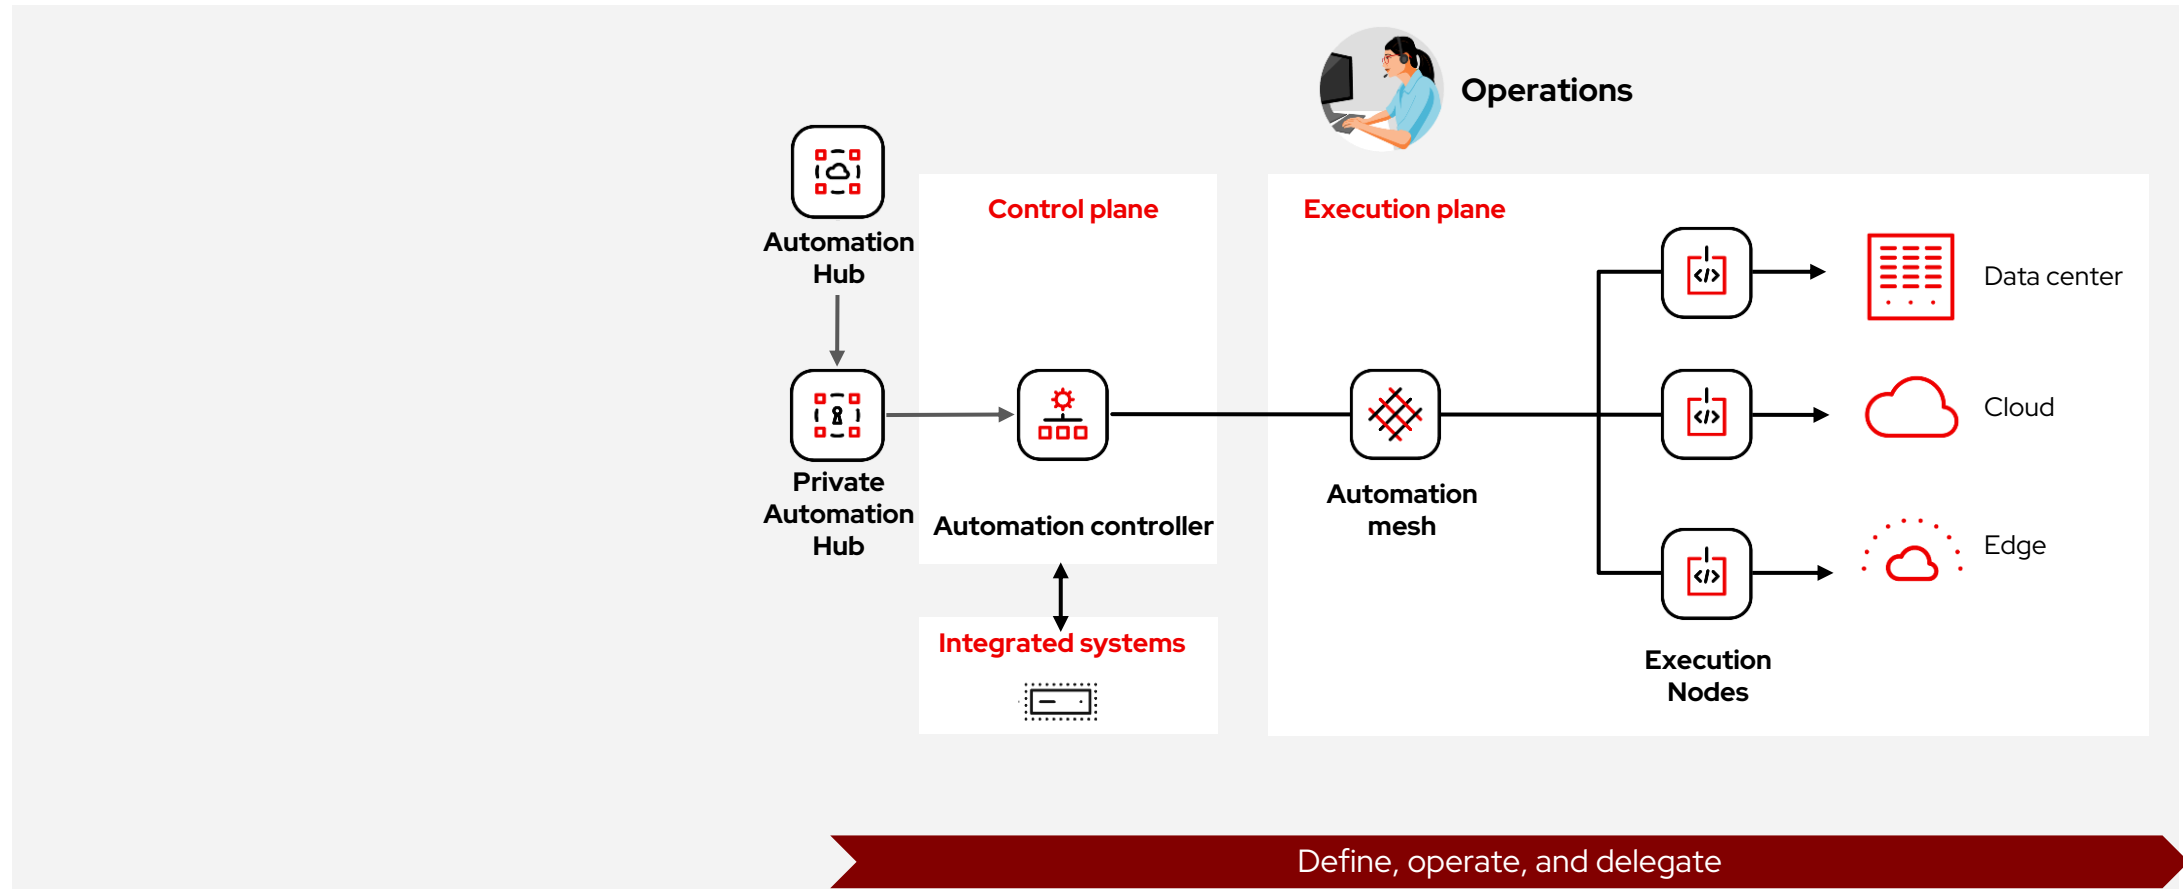 Operations
Automation
Hub
Control plane
Execution plane
Data center
Cloud
Private
Automation
Hub
Automation controller
Automation
mesh
Edge
Integrated systems
Execution
Nodes
Define, operate, and delegate